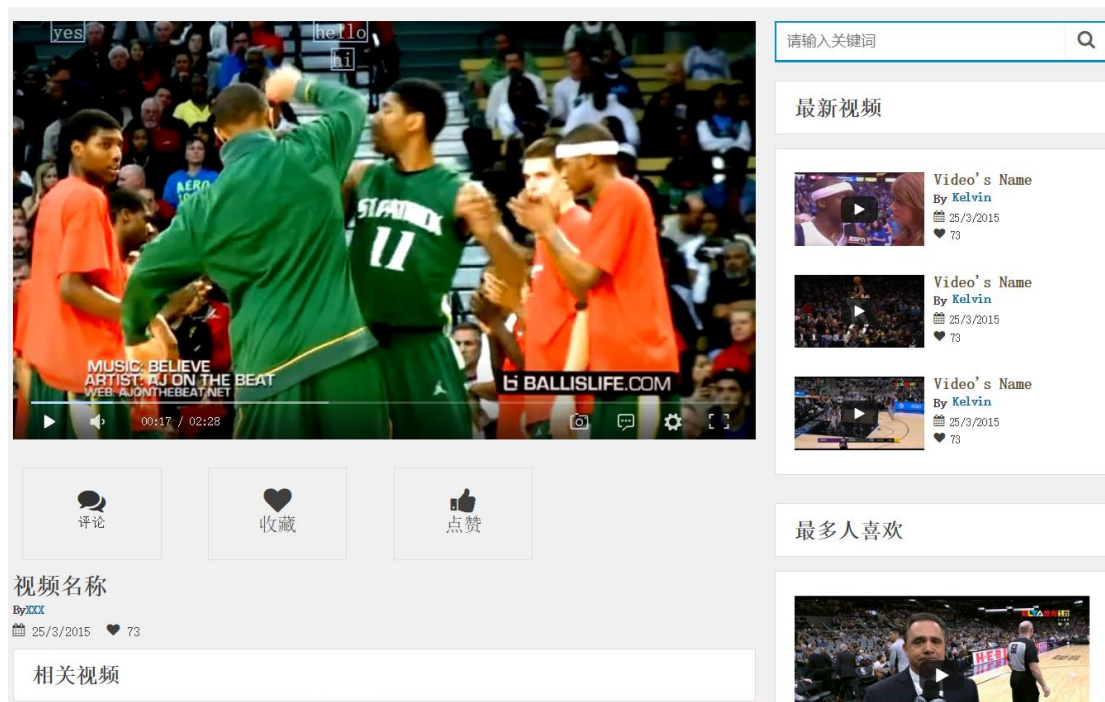 yes
hello
hi
AERO
ST.PATRICK
11
MUSIC: BELIEVE
ARTIST: AJ ON THE BEAT
WEB: AJONTHEBEAT.NET
BALLISLIFE.COM
00:17 / 02:28
评论
收藏
点赞
视频名称
ByXXX
25/3/2015 73
相关视频
请输入关键词
最新视频
Video's Name
By Kelvin
25/3/2015
73
ESPN
Video's Name
By Kelvin
25/3/2015
73
Video's Name
By Kelvin
25/3/2015
73
最多人喜欢
H-E-B